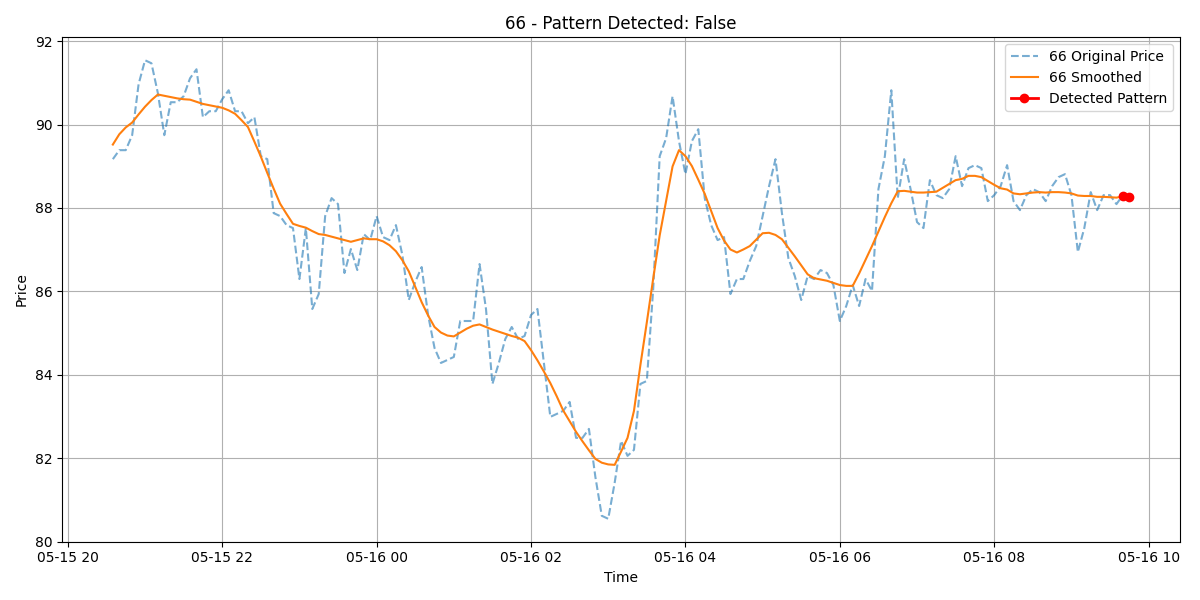 66 - Pattern Detected: False
66 Original Price
66 Smoothed
Detected Pattern
Price
92
90
88
86
84
82
80
05-15 20
05-15 22
05-16 00
05-16 02
05-16 04
05-16 06
05-16 08
05-16 10
Time